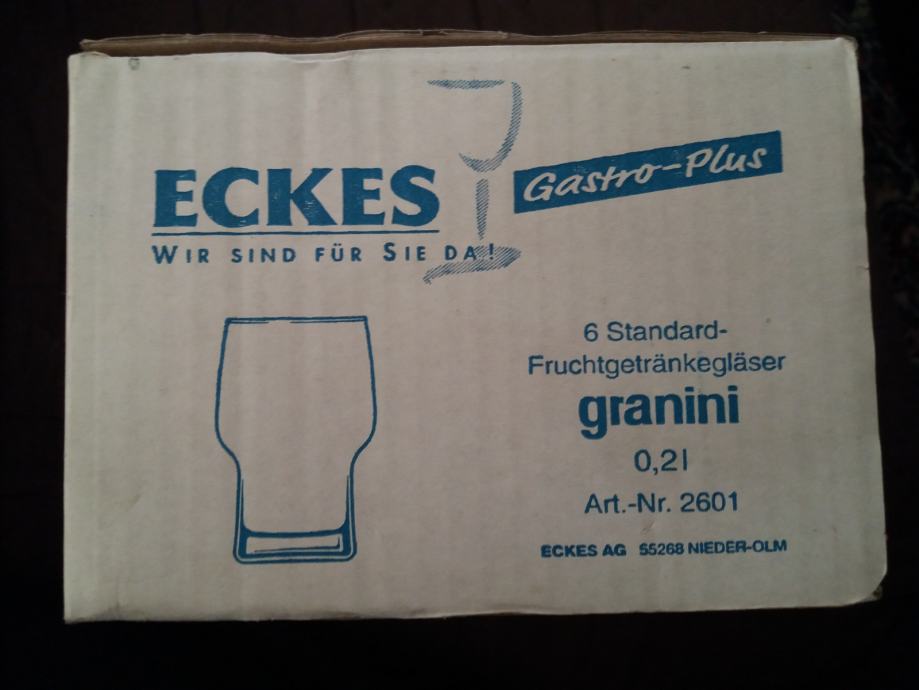 ECKES
WIR SIND FÜR SIE DA!
Gastro-Plus
6 Standard-
Fruchtgetränkegläser
granini
0,2l
Art.-Nr. 2601
ECKES AG 55268 NIEDER-OLM